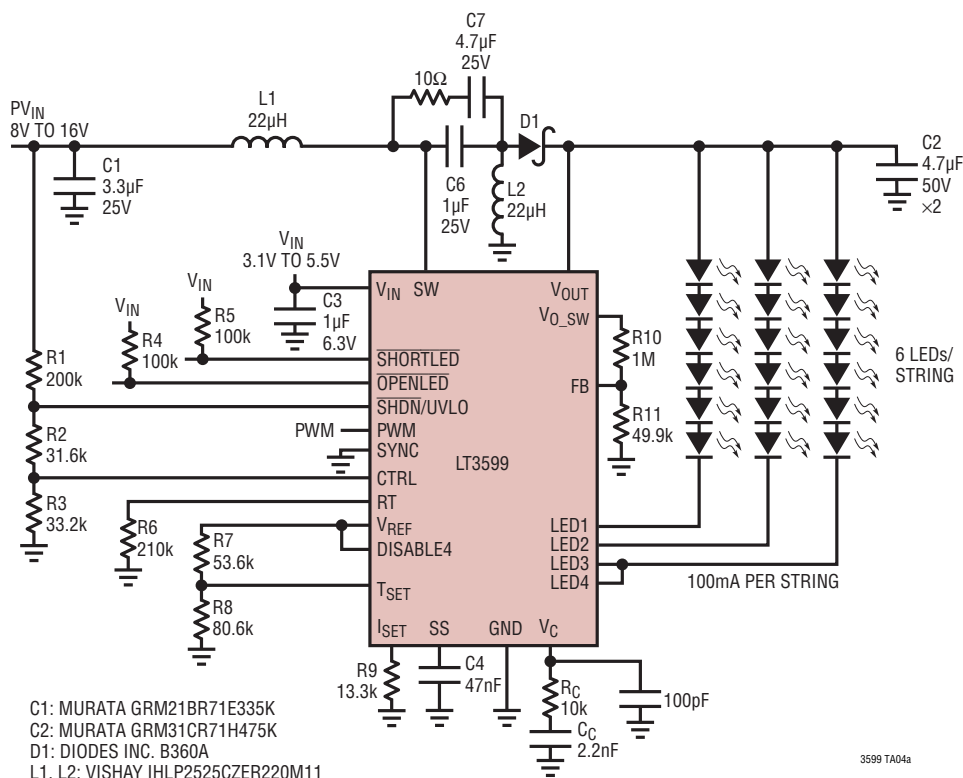 C7
4.7µF
25V
10Ω
L1
22µH
PVIN
8V TO 16V
D1
C1
3.3µF
25V
C6
1µF
25V
L2
22µH
C2
4.7µF
50V
×2
VIN
3.1V TO 5.5V
VIN
VIN
C3
1µF
6.3V
R5
100k
R4
100k
R1
200k
R2
31.6k
R3
33.2k
R6
210k
R7
53.6k
R8
80.6k
PWM
VIN
SW
VOUT
VO_SW
SHORTLED
OPENLED
SHDN/UVLO
PWM
SYNC
CTRL
RT
VREF
DISABLE4
TSET
ISET
SS
GND
VC
LT3599
FB
LED1
LED2
LED3
LED4
R10
1M
R11
49.9k
6 LEDs/
STRING
100mA PER STRING
R9
13.3k
C4
47nF
RC
10k
CC
2.2nF
100pF
C1: MURATA GRM21BR71E335K
C2: MURATA GRM31CR71H475K
D1: DIODES INC. B360A
L1, L2: VISHAY IHLP2525CZER220M11
3599 TA04a